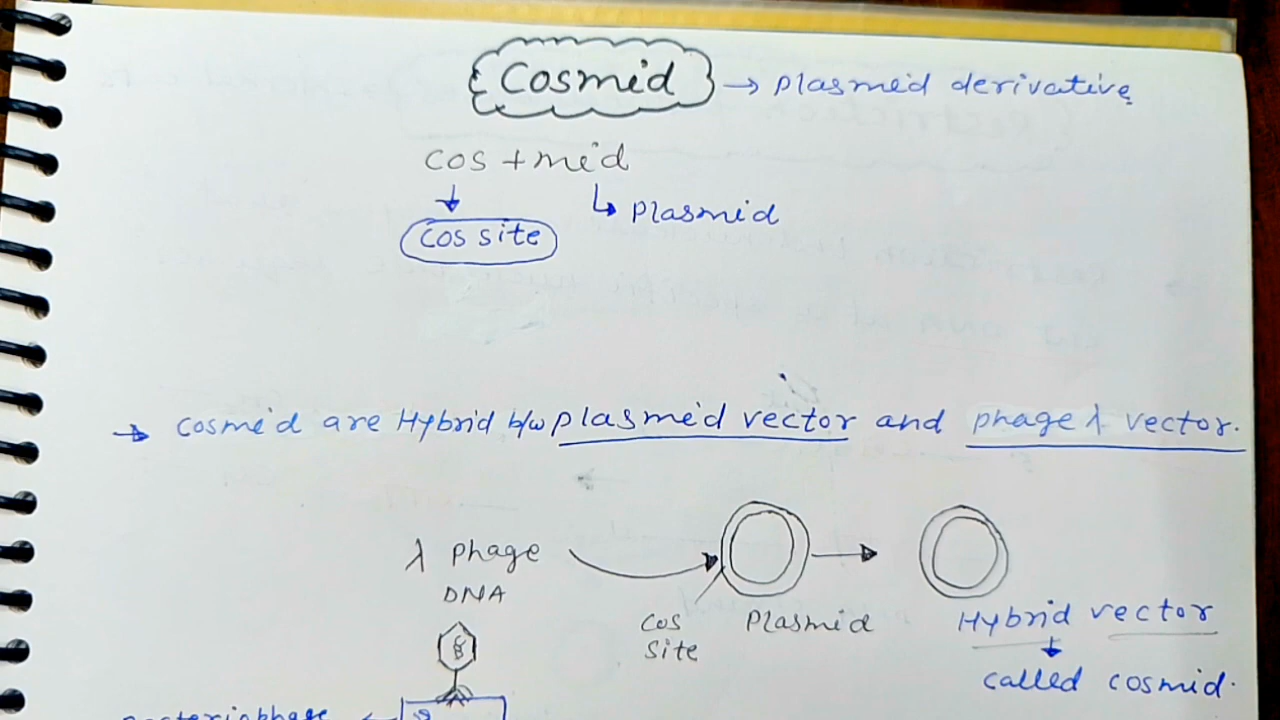 Cosmid → plasmid derivative
cos + mid
cos site
↳ Plasmid
→ cosmid are Hybrid b/w plasmid vector and phage λ vector.
λ phage
DNA
cos
site
Plasmid
Hybrid vector
called cosmid.
Bacteriophage